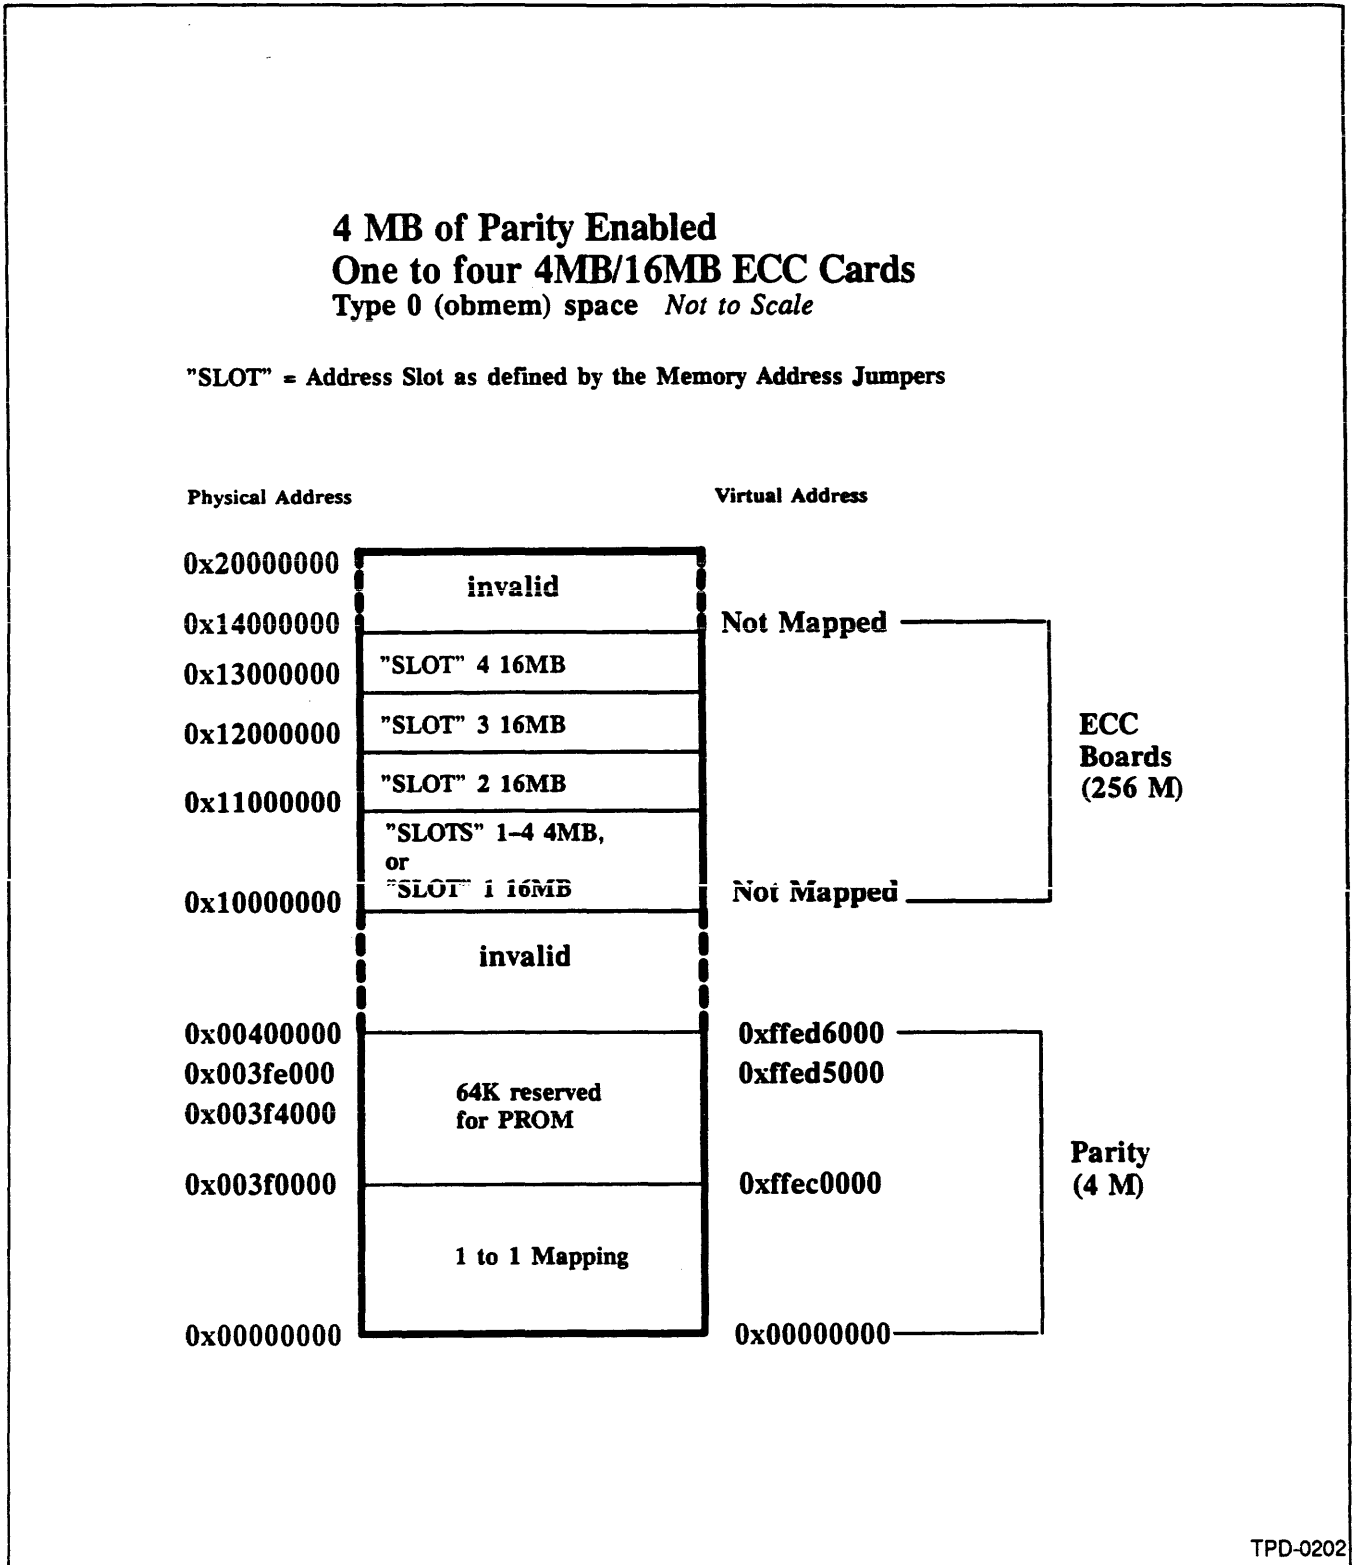 4 MB of Parity Enabled
One to four 4MB/16MB ECC Cards
Type 0 (obmem) space Not to Scale
"SLOT" = Address Slot as defined by the Memory Address Jumpers
Physical Address
Virtual Address
0x20000000
invalid
0x14000000
Not Mapped
"SLOT" 4 16MB
0x13000000
"SLOT" 3 16MB
0x12000000
ECC
Boards
(256 M)
"SLOT" 2 16MB
0x11000000
"SLOTS" 1–4 4MB,
or
"SLOT" 1 16MB
0x10000000
Not Mapped
invalid
0x00400000
0xffed6000
0x003fe000
0xffed5000
64K reserved
for PROM
0x003f4000
Parity
(4 M)
0x003f0000
0xffec0000
1 to 1 Mapping
0x00000000
0x00000000
TPD-0202